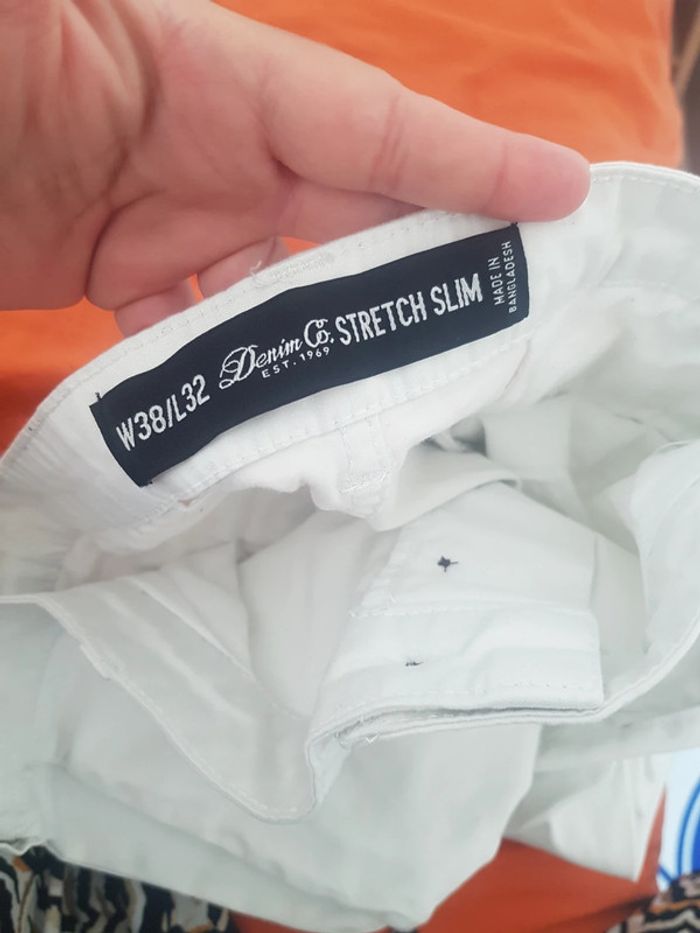 W38/L32 Denim Co. STRETCH SLIM
EST. 1969
MADE IN
BANGLADESH